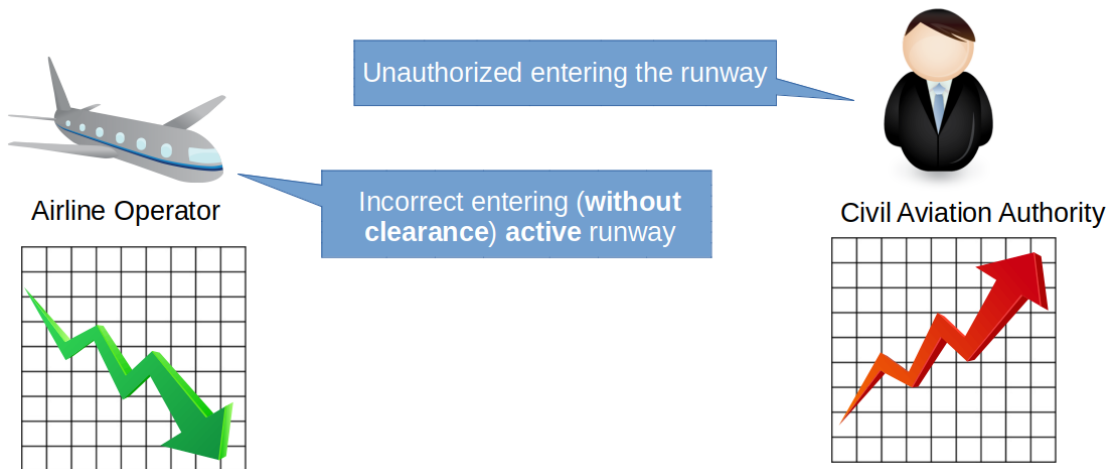 Unauthorized entering the runway
Incorrect entering (without
clearance) active runway
Airline Operator
Civil Aviation Authority